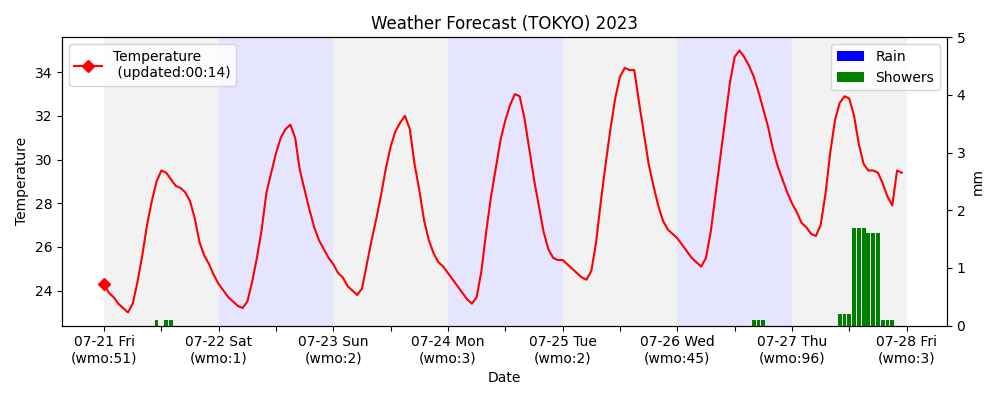 Weather Forecast (TOKYO) 2023
Temperature
(updated:00:14)
Rain
Showers
34
32
30
28
26
24
Temperature
5
4
3
2
1
0
mm
07-21 Fri
(wmo:51)
07-22 Sat
(wmo:1)
07-23 Sun
(wmo:2)
07-24 Mon
(wmo:3)
07-25 Tue
(wmo:2)
07-26 Wed
(wmo:45)
07-27 Thu
(wmo:96)
07-28 Fri
(wmo:3)
Date